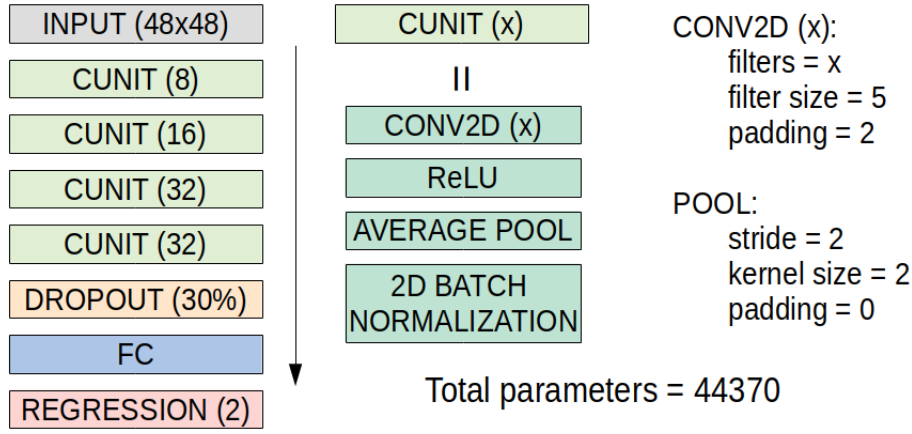 INPUT (48x48)
CUNIT (8)
CUNIT (16)
CUNIT (32)
CUNIT (32)
DROPOUT (30%)
FC
REGRESSION (2)
CUNIT (x)
=
CONV2D (x)
ReLU
AVERAGE POOL
2D BATCH
NORMALIZATION
CONV2D (x):
filters = x
filter size = 5
padding = 2
POOL:
stride = 2
kernel size = 2
padding = 0
Total parameters = 44370